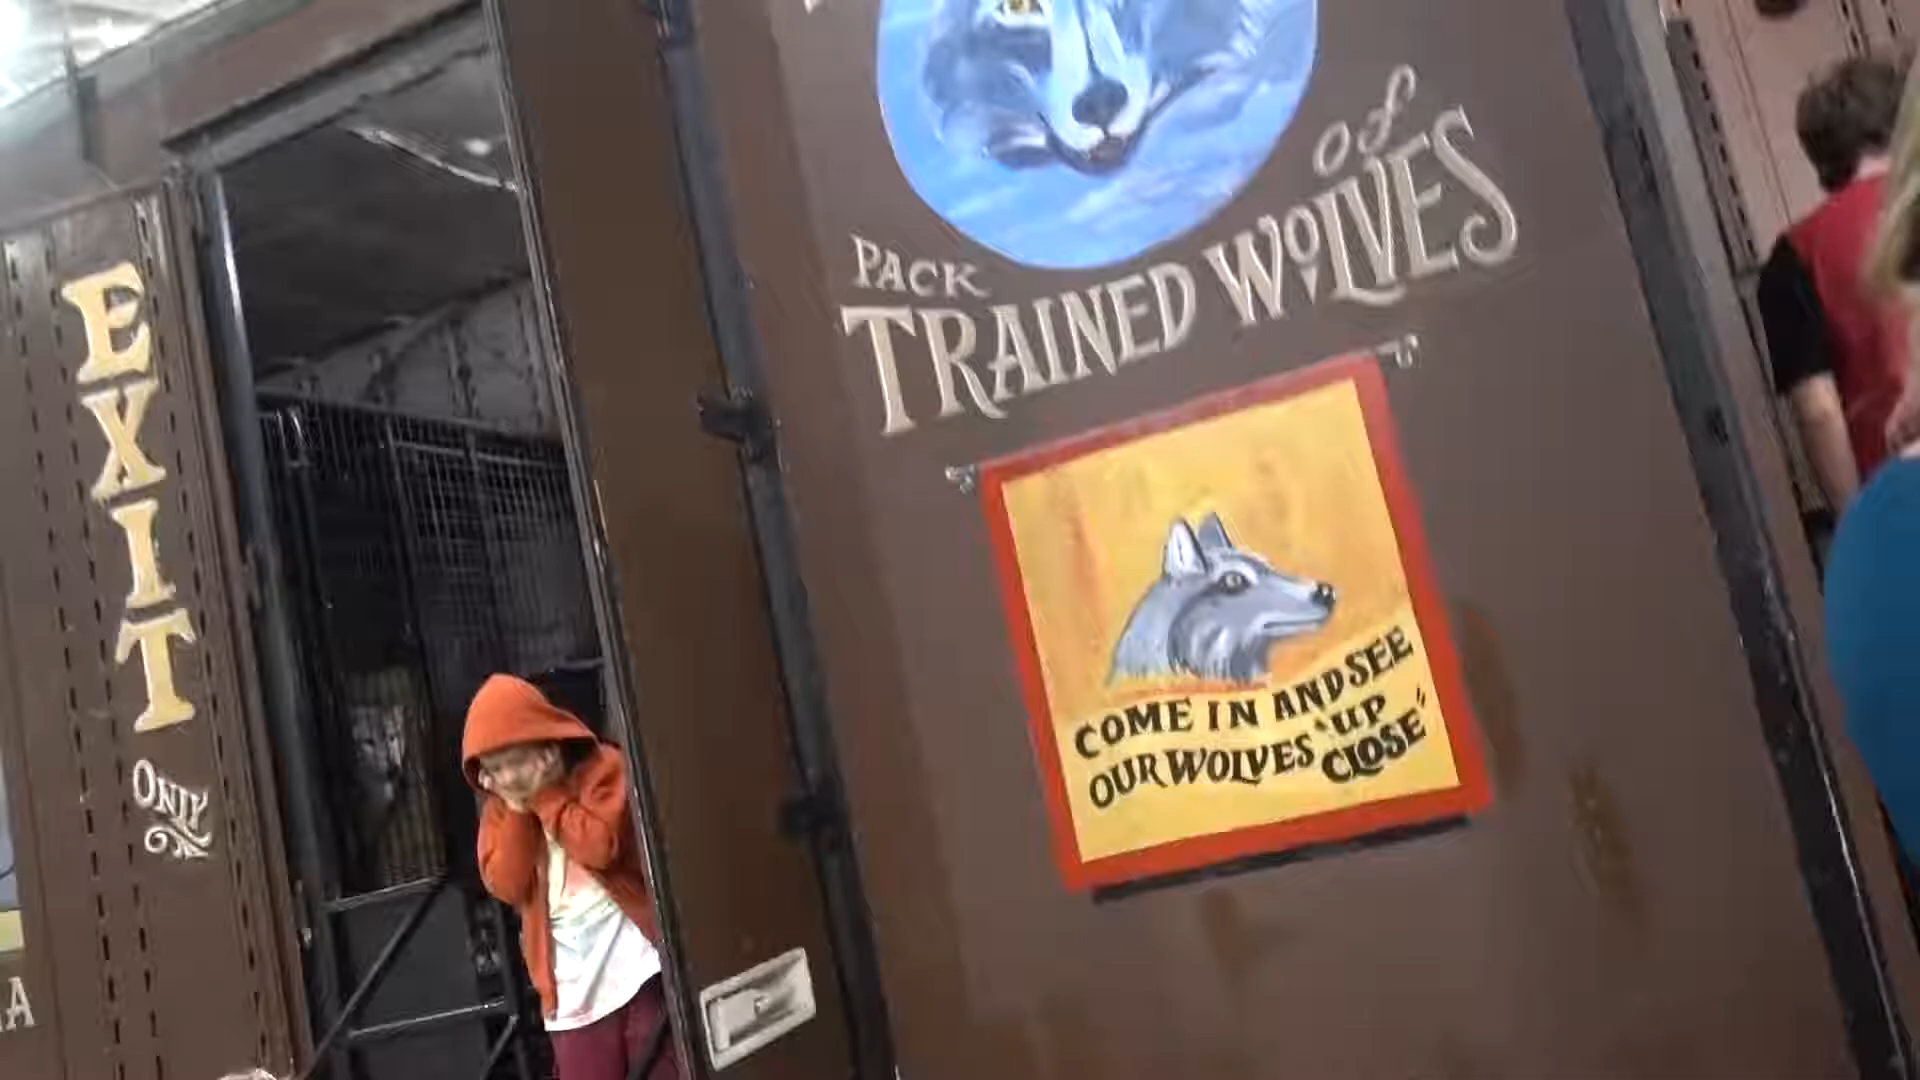 of
PACK
TRAINED WOLVES
COME IN AND SEE
OUR WOLVES "UP
CLOSE"
EXIT
ONLY